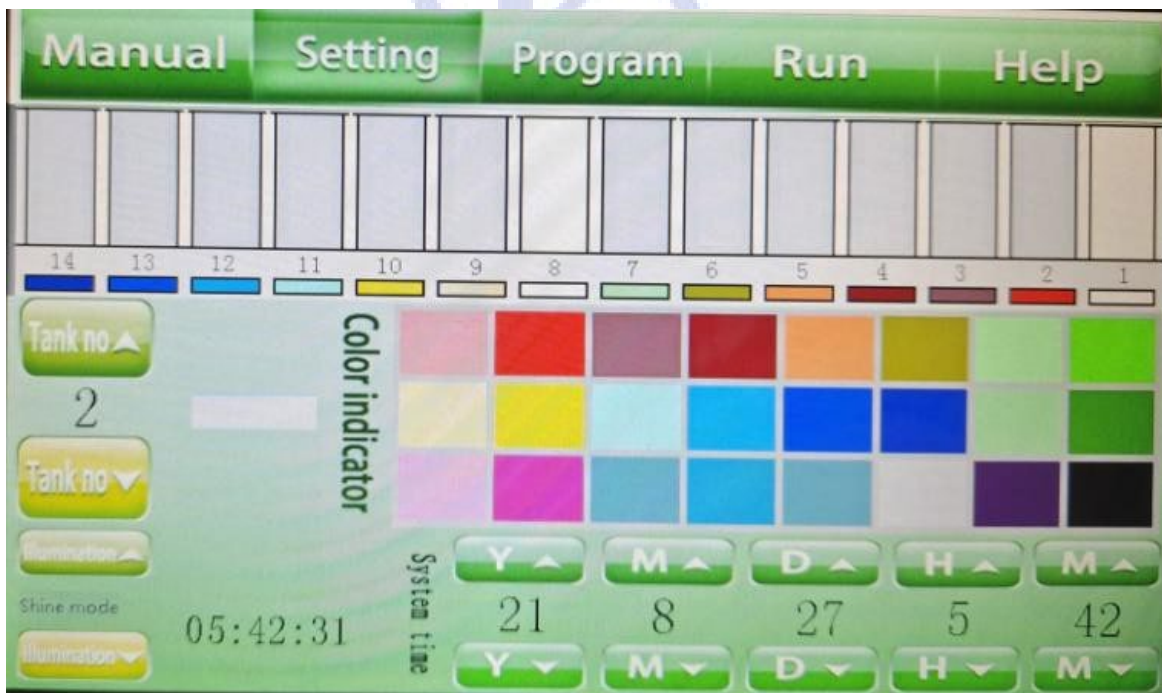 Manual Setting Program Run Help
14 13 12 11 10 9 8 7 6 5 4 3 2 1
Tank no
2
Tank no
Color indicator
Illumination
Shine mode
Illumination
05:42:31
System time
Y M D H M
21 8 27 5 42
Y M D H M